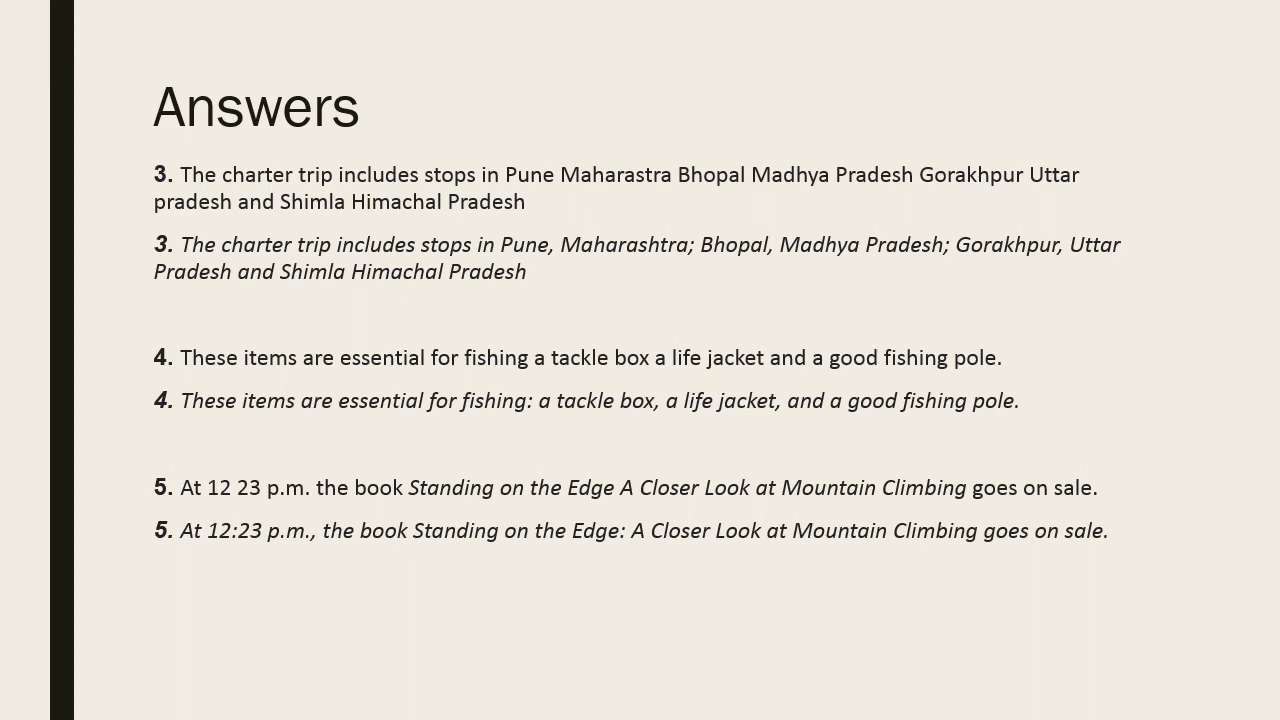 Answers
3. The charter trip includes stops in Pune Maharastra Bhopal Madhya Pradesh Gorakhpur Uttar
pradesh and Shimla Himachal Pradesh
3. The charter trip includes stops in Pune, Maharashtra; Bhopal, Madhya Pradesh; Gorakhpur, Uttar
Pradesh and Shimla Himachal Pradesh
4. These items are essential for fishing a tackle box a life jacket and a good fishing pole.
4. These items are essential for fishing: a tackle box, a life jacket, and a good fishing pole.
5. At 12 23 p.m. the book Standing on the Edge A Closer Look at Mountain Climbing goes on sale.
5. At 12:23 p.m., the book Standing on the Edge: A Closer Look at Mountain Climbing goes on sale.